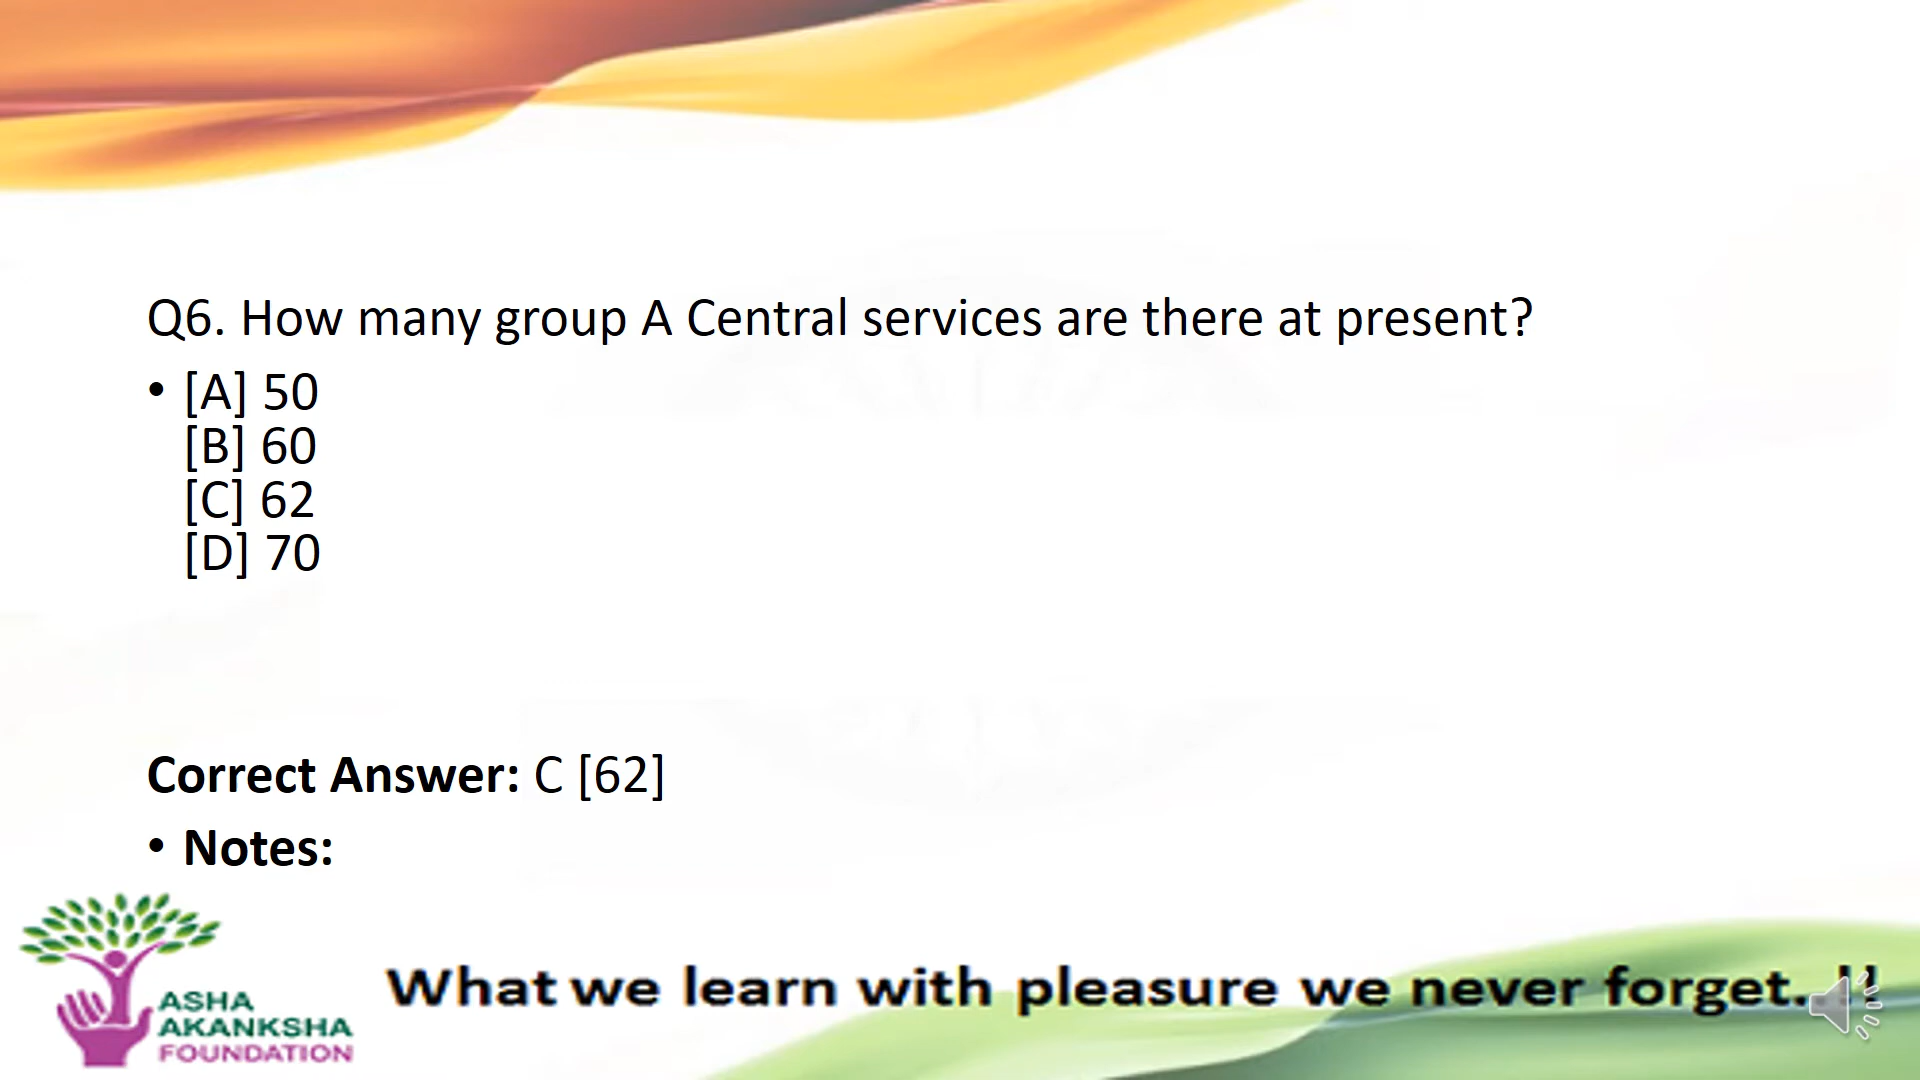 Q6. How many group A Central services are there at present?
• [A] 50
[B] 60
[C] 62
[D] 70
Correct Answer: C [62]
• Notes:
What we learn with pleasure we never forget...!!
ASHA
AKANKSHA
FOUNDATION